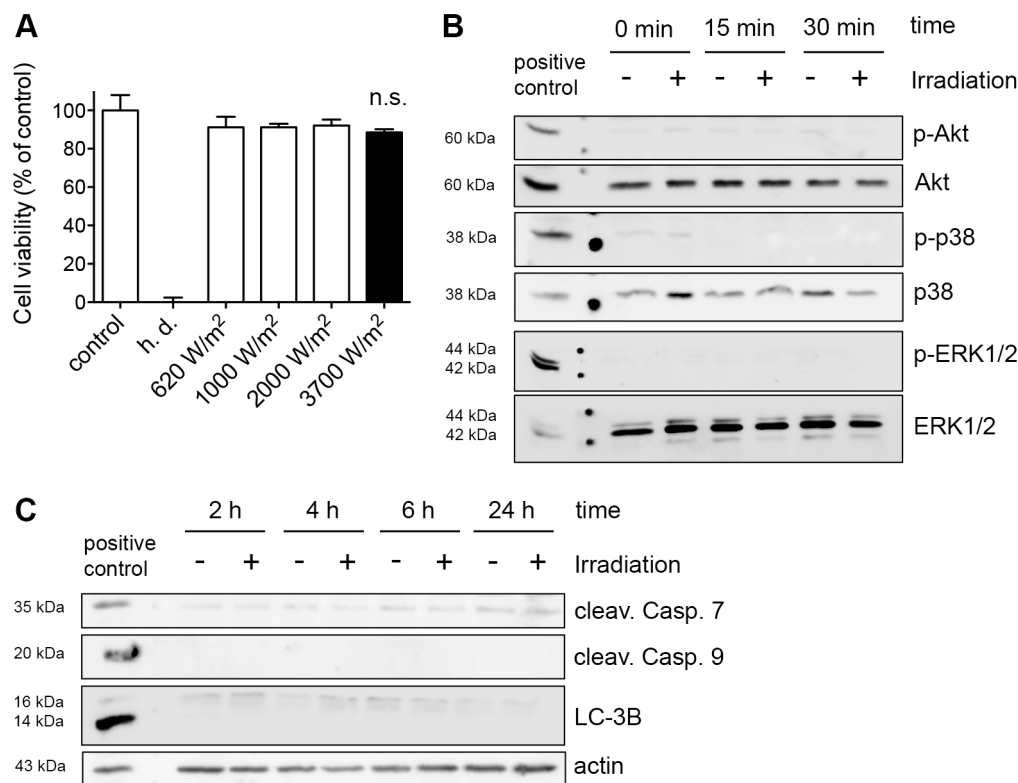 A
Cell viability (% of control)
100
80
60
40
20
0
n.s.
control
h. d.
620 W/m²
1000 W/m²
2000 W/m²
3700 W/m²
B
0 min 15 min 30 min time
positive control
- + - + - + Irradiation
60 kDa p-Akt
60 kDa Akt
38 kDa p-p38
38 kDa p38
44 kDa
42 kDa
p-ERK1/2
44 kDa
42 kDa
ERK1/2
C
2 h 4 h 6 h 24 h time
positive
control
- + - + - + - + Irradiation
35 kDa cleav. Casp. 7
20 kDa cleav. Casp. 9
16 kDa
14 kDa
LC-3B
43 kDa actin